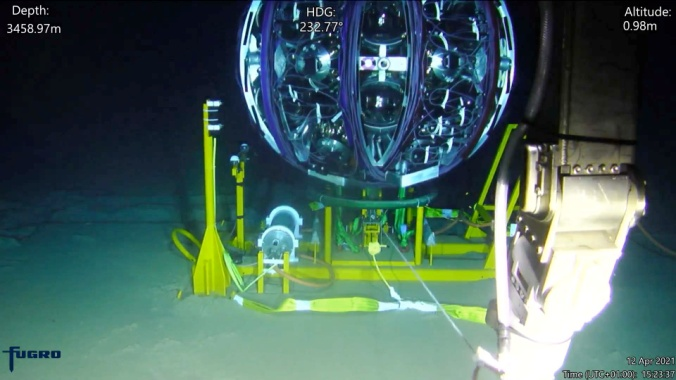 Depth:
3458.97m
HDG:
232.77°
Altitude:
0.98m
FUGRO
12 Apr 2021
Time (UTC+01:00): 15:23:37